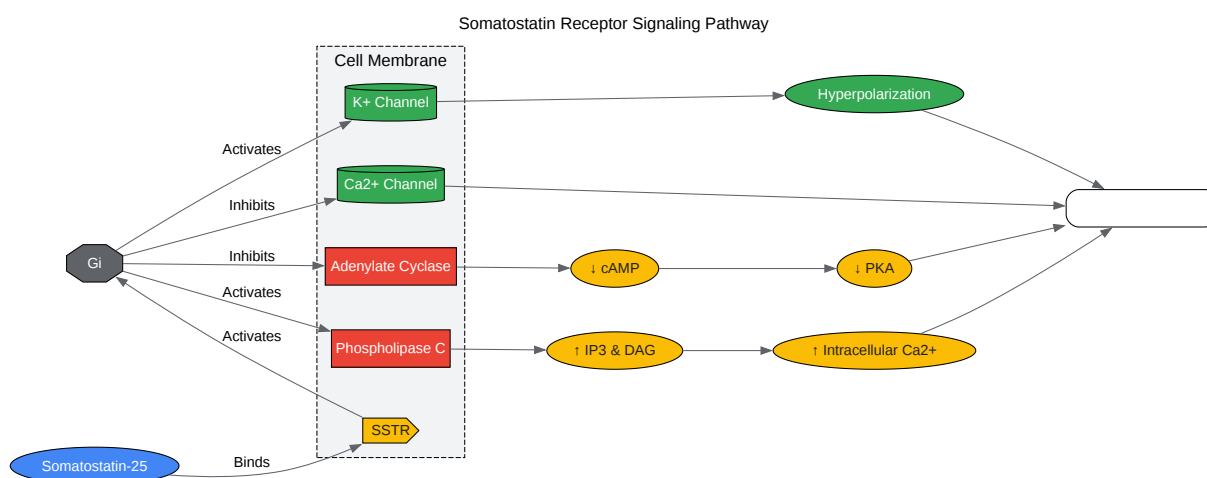 Somatostatin Receptor Signaling Pathway
Cell Membrane
K+ Channel
Hyperpolarization
Activates
Ca2+ Channel
Inhibits
Gi
Inhibits
Adenylate Cyclase
↓ cAMP
↓ PKA
Activates
Activates
Phospholipase C
↑ IP3 & DAG
↑ Intracellular Ca2+
SSTR
Somatostatin-25
Binds